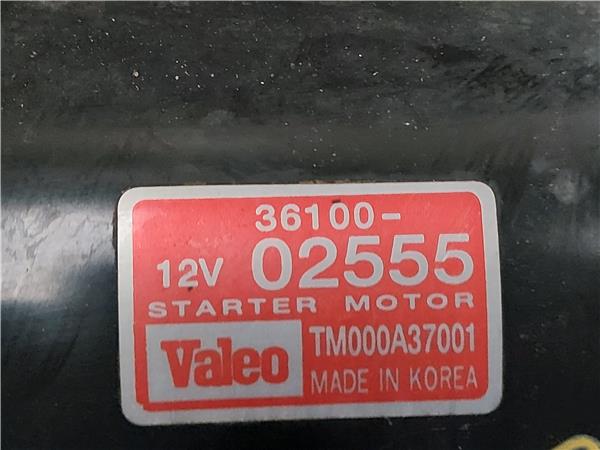 36100-
12V 02555
STARTER MOTOR
Valeo TM000A37001
MADE IN KOREA